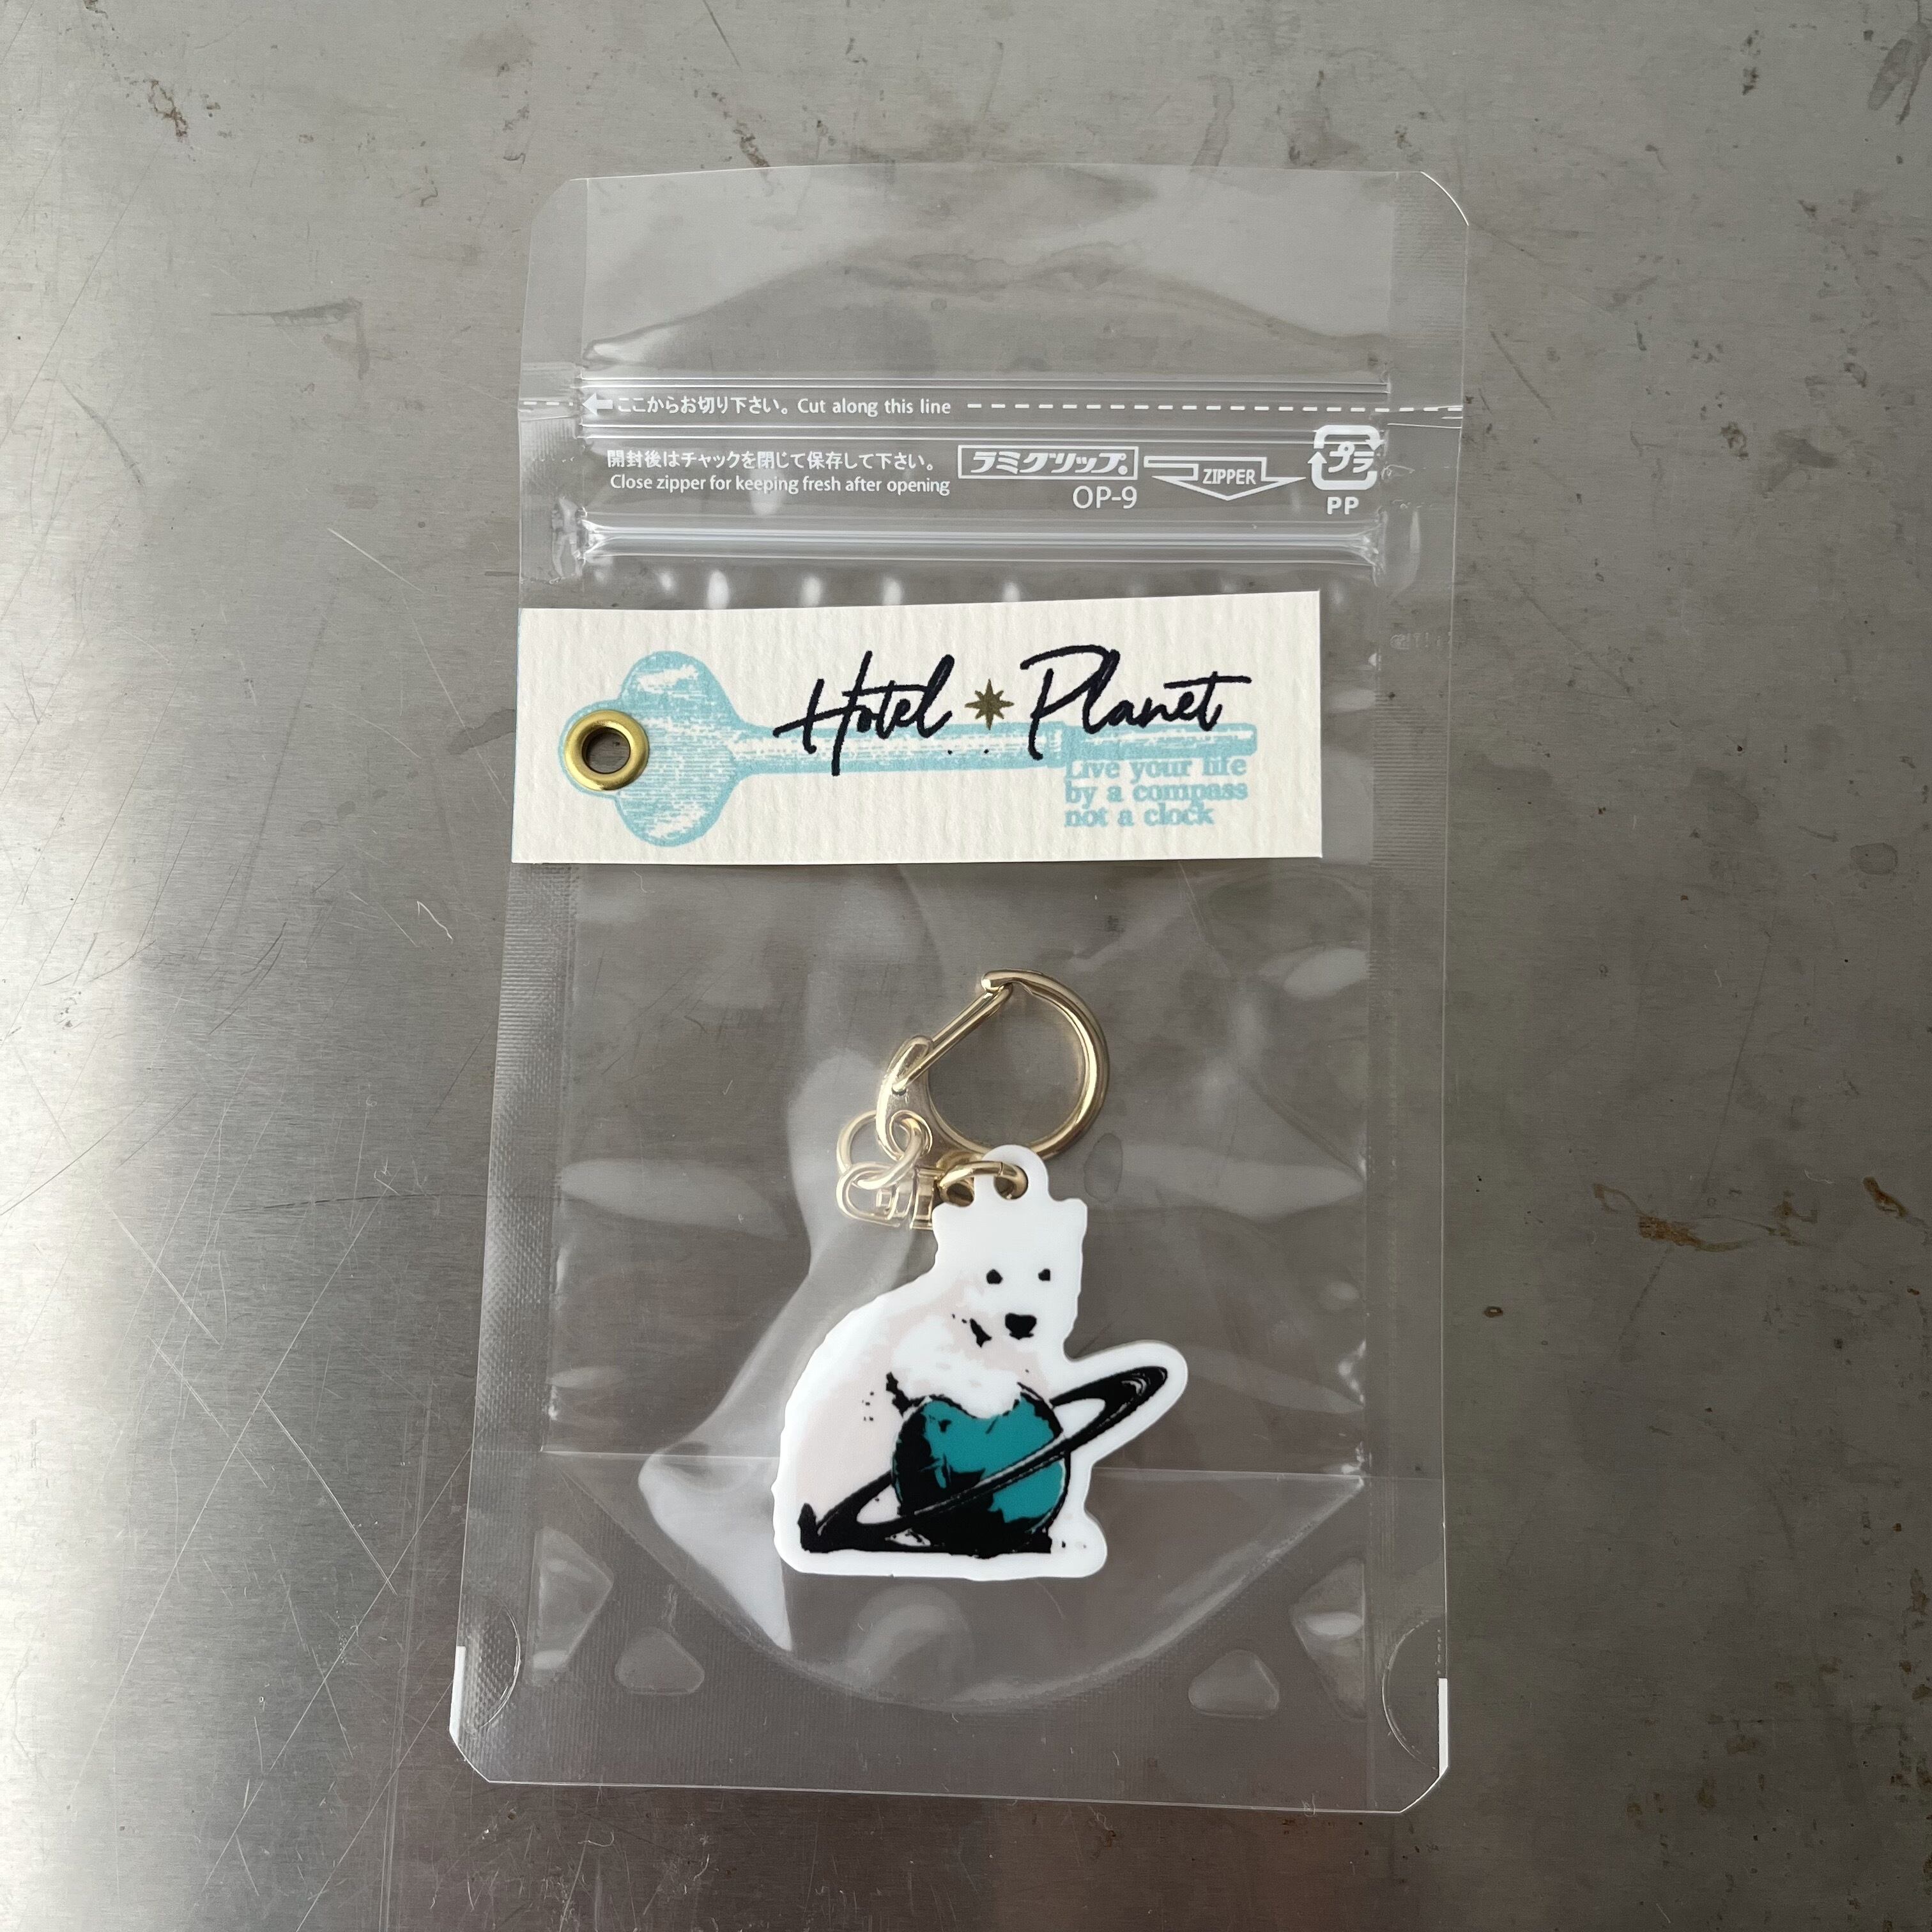 ここからお切り下さい。 Cut along this line
開封後はチャックを閉じて保存して下さい。
Close zipper for keeping fresh after opening
ラミグリップ®
OP-9
ZIPPER
プラ
PP
Hotel Planet
Live your life
by a compass
not a clock